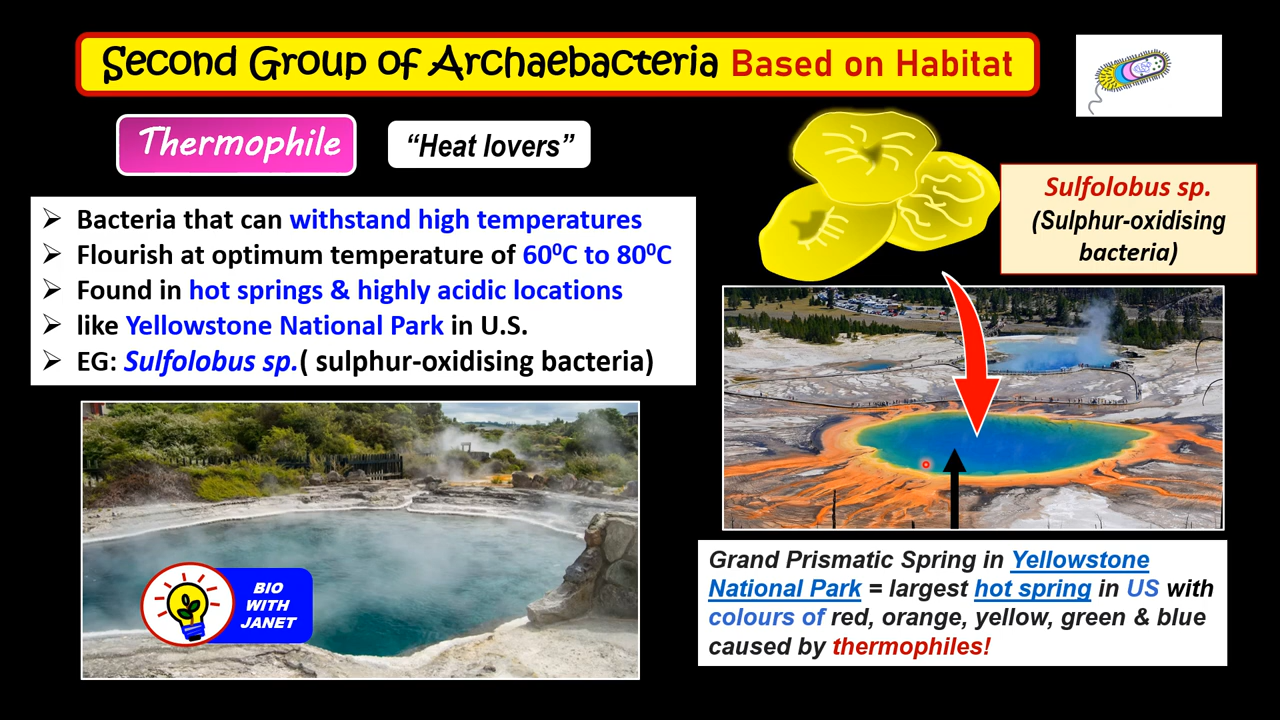 Second Group of Archaebacteria Based on Habitat
Thermophile
“Heat lovers”
➢ Bacteria that can withstand high temperatures
➢ Flourish at optimum temperature of 60⁰C to 80⁰C
➢ Found in hot springs & highly acidic locations
➢ like Yellowstone National Park in U.S.
➢ EG: Sulfolobus sp.( sulphur-oxidising bacteria)
Sulfolobus sp.
(Sulphur-oxidising
bacteria)
BIO
WITH
JANET
Grand Prismatic Spring in Yellowstone
National Park = largest hot spring in US with
colours of red, orange, yellow, green & blue
caused by thermophiles!